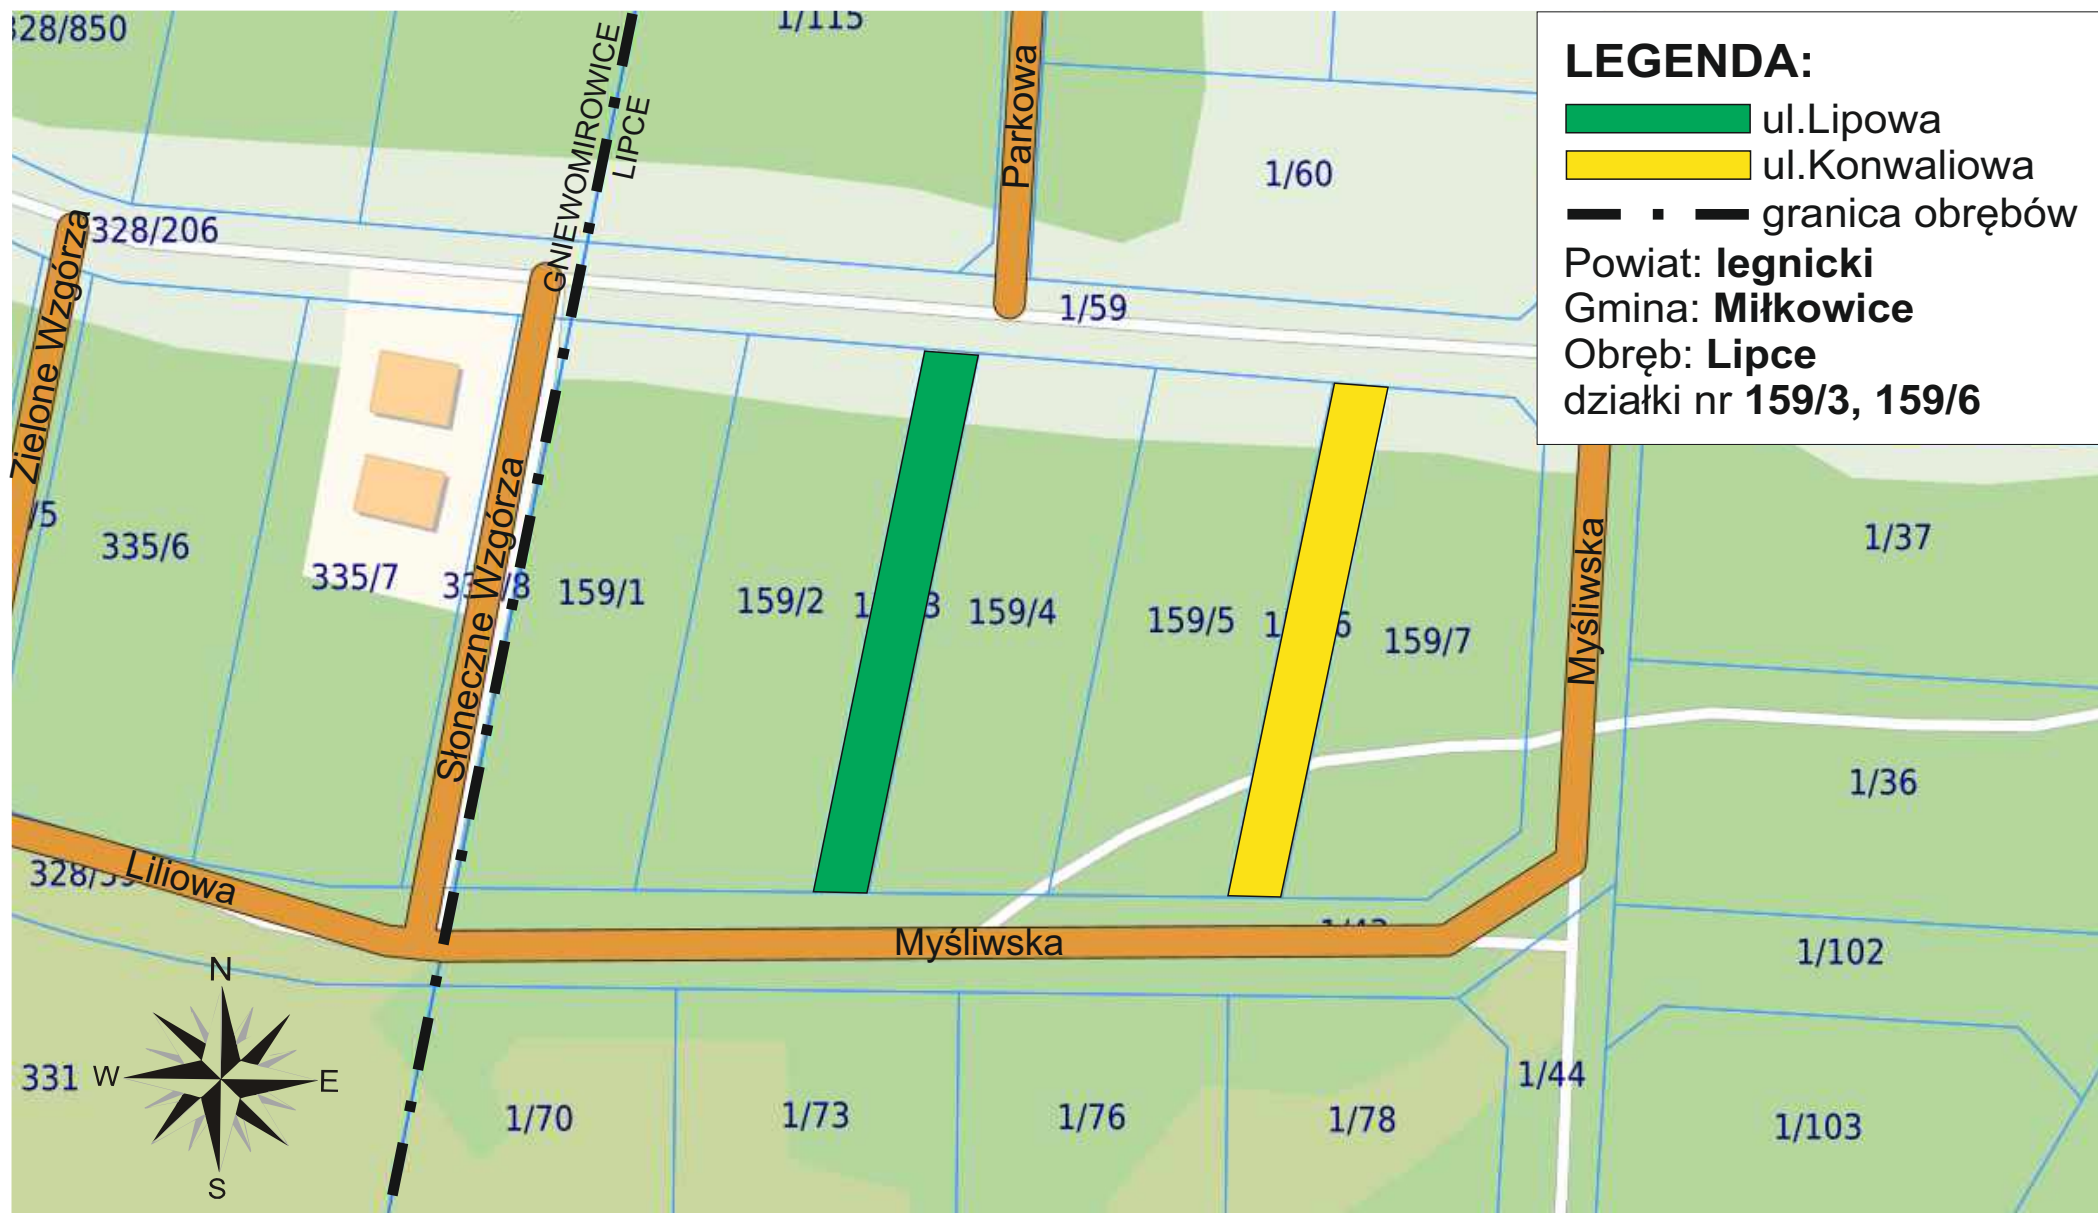 328/850
1/115
GNIEWOMIROWICE
LIPCE
Parkowa
1/60
LEGENDA:
ul.Lipowa
ul.Konwaliowa
granica obrębów
Powiat: legnicki
Gmina: Miłkowice
Obręb: Lipce
działki nr 159/3, 159/6
328/206
1/59
Zielone Wzgórza
Słoneczne Wzgórza
/5
335/6
335/7
159/1
159/2
159/4
159/5
159/7
Myśliwska
1/37
1/36
Liliowa
Myśliwska
1/102
N
W
E
S
331
1/70
1/73
1/76
1/78
1/44
1/103